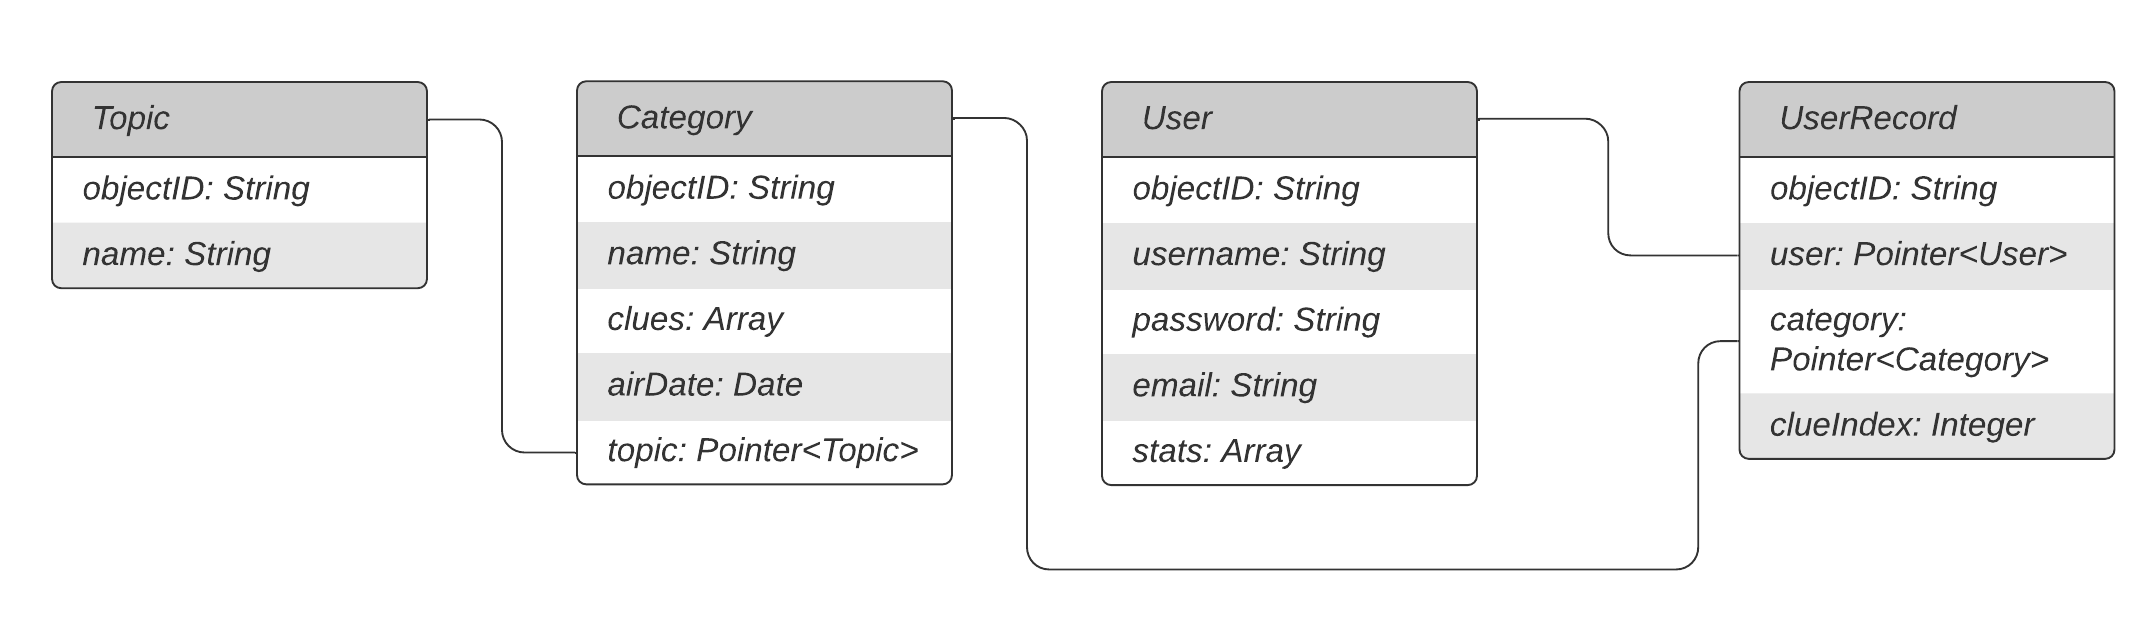 Topic
objectID: String
name: String
Category
objectID: String
name: String
clues: Array
airDate: Date
topic: Pointer<Topic>
User
objectID: String
username: String
password: String
email: String
stats: Array
UserRecord
objectID: String
user: Pointer<User>
category:
Pointer<Category>
clueIndex: Integer